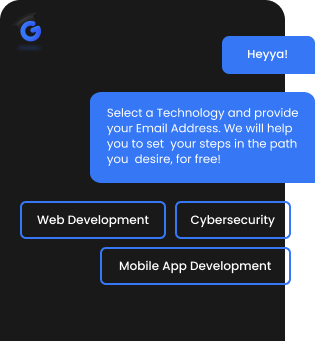 Heyya!
Select a Technology and provide
your Email Address. We will help
you to set your steps in the path
you desire, for free!
Web Development
Cybersecurity
Mobile App Development